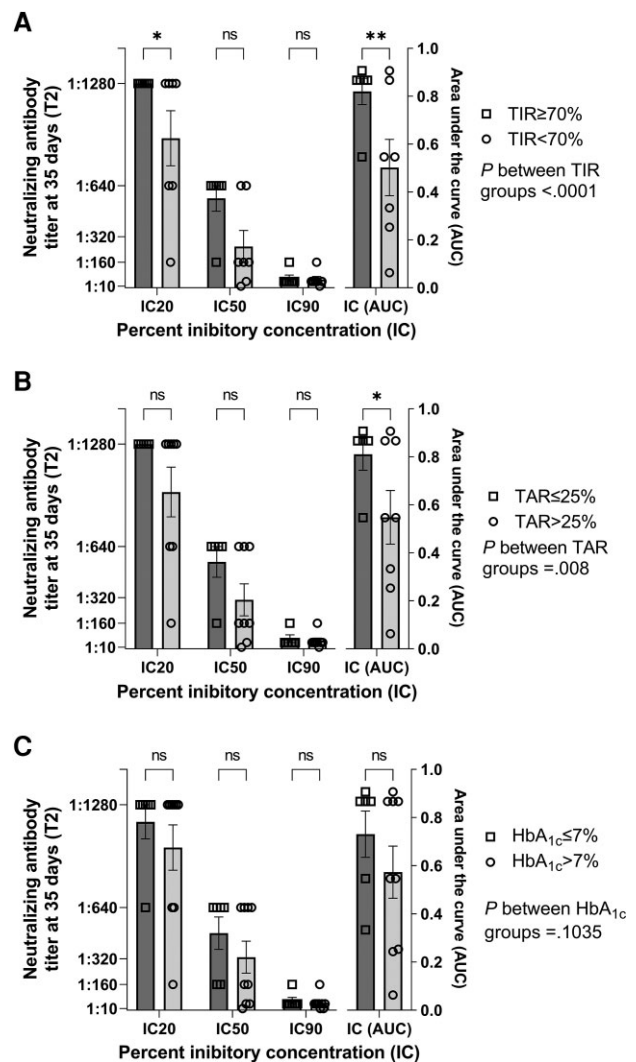 A
* ns ns **
Neutralizing antibody
titer at 35 days (T2)
1:1280
1:640
1:320
1:160
1:10
1.0
0.8
0.6
0.4
0.2
0.0
Area under the curve (AUC)
IC20 IC50 IC90 IC (AUC)
Percent inibitory concentration (IC)
TIR≥70%
TIR<70%
P between TIR
groups <.0001
B
ns ns ns *
Neutralizing antibody
titer at 35 days (T2)
1:1280
1:640
1:320
1:160
1:10
1.0
0.8
0.6
0.4
0.2
0.0
Area under the curve (AUC)
IC20 IC50 IC90 IC (AUC)
Percent inibitory concentration (IC)
TAR≤25%
TAR>25%
P between TAR
groups =.008
C
ns ns ns ns
Neutralizing antibody
titer at 35 days (T2)
1:1280
1:640
1:320
1:160
1:10
1.0
0.8
0.6
0.4
0.2
0.0
Area under the curve (AUC)
IC20 IC50 IC90 IC (AUC)
Percent inibitory concentration (IC)
HbA1c≤7%
HbA1c>7%
P between HbA1c
groups =.1035